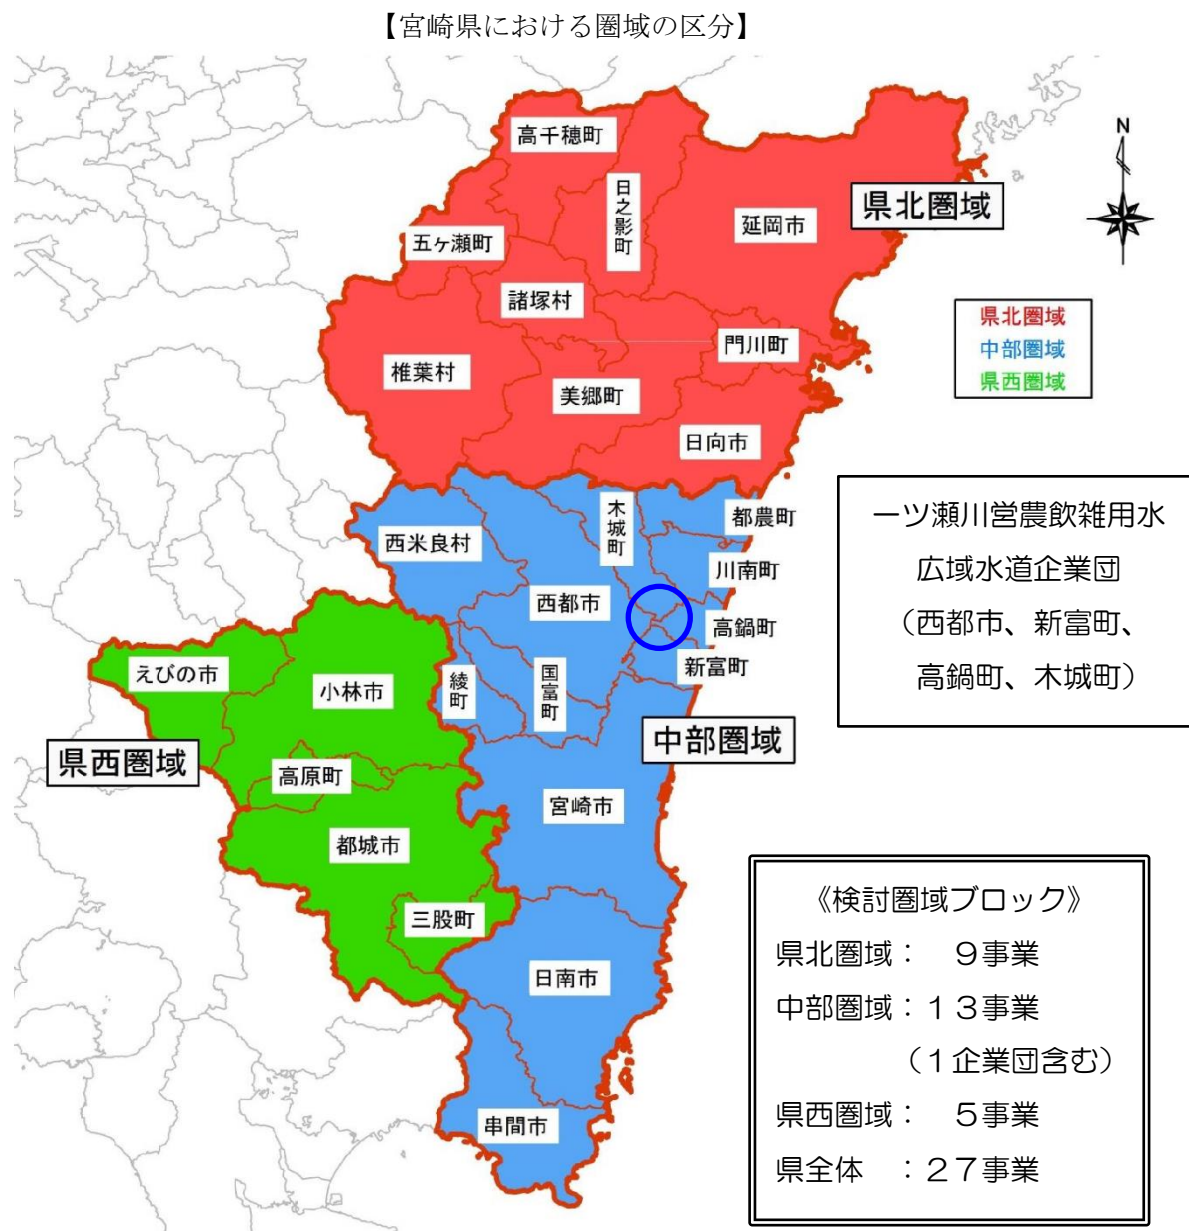 【宮崎県における圏域の区分】
高千穂町
日之影町
延岡市
県北圏域
五ヶ瀬町
諸塚村
門川町
椎葉村
美郷町
日向市
N
県北圏域
中部圏域
県西圏域
西米良村
木城町
都農町
川南町
西都市
高鍋町
新富町
綾町
国富町
えびの市
小林市
中部圏域
県西圏域
高原町
宮崎市
都城市
三股町
日南市
串間市
一ツ瀬川営農飲雑用水
広域水道企業団
（西都市、新富町、
高鍋町、木城町）
《検討圏域ブロック》
県北圏域：　９事業
中部圏域：１３事業
（１企業団含む）
県西圏域：　５事業
県全体　：２７事業